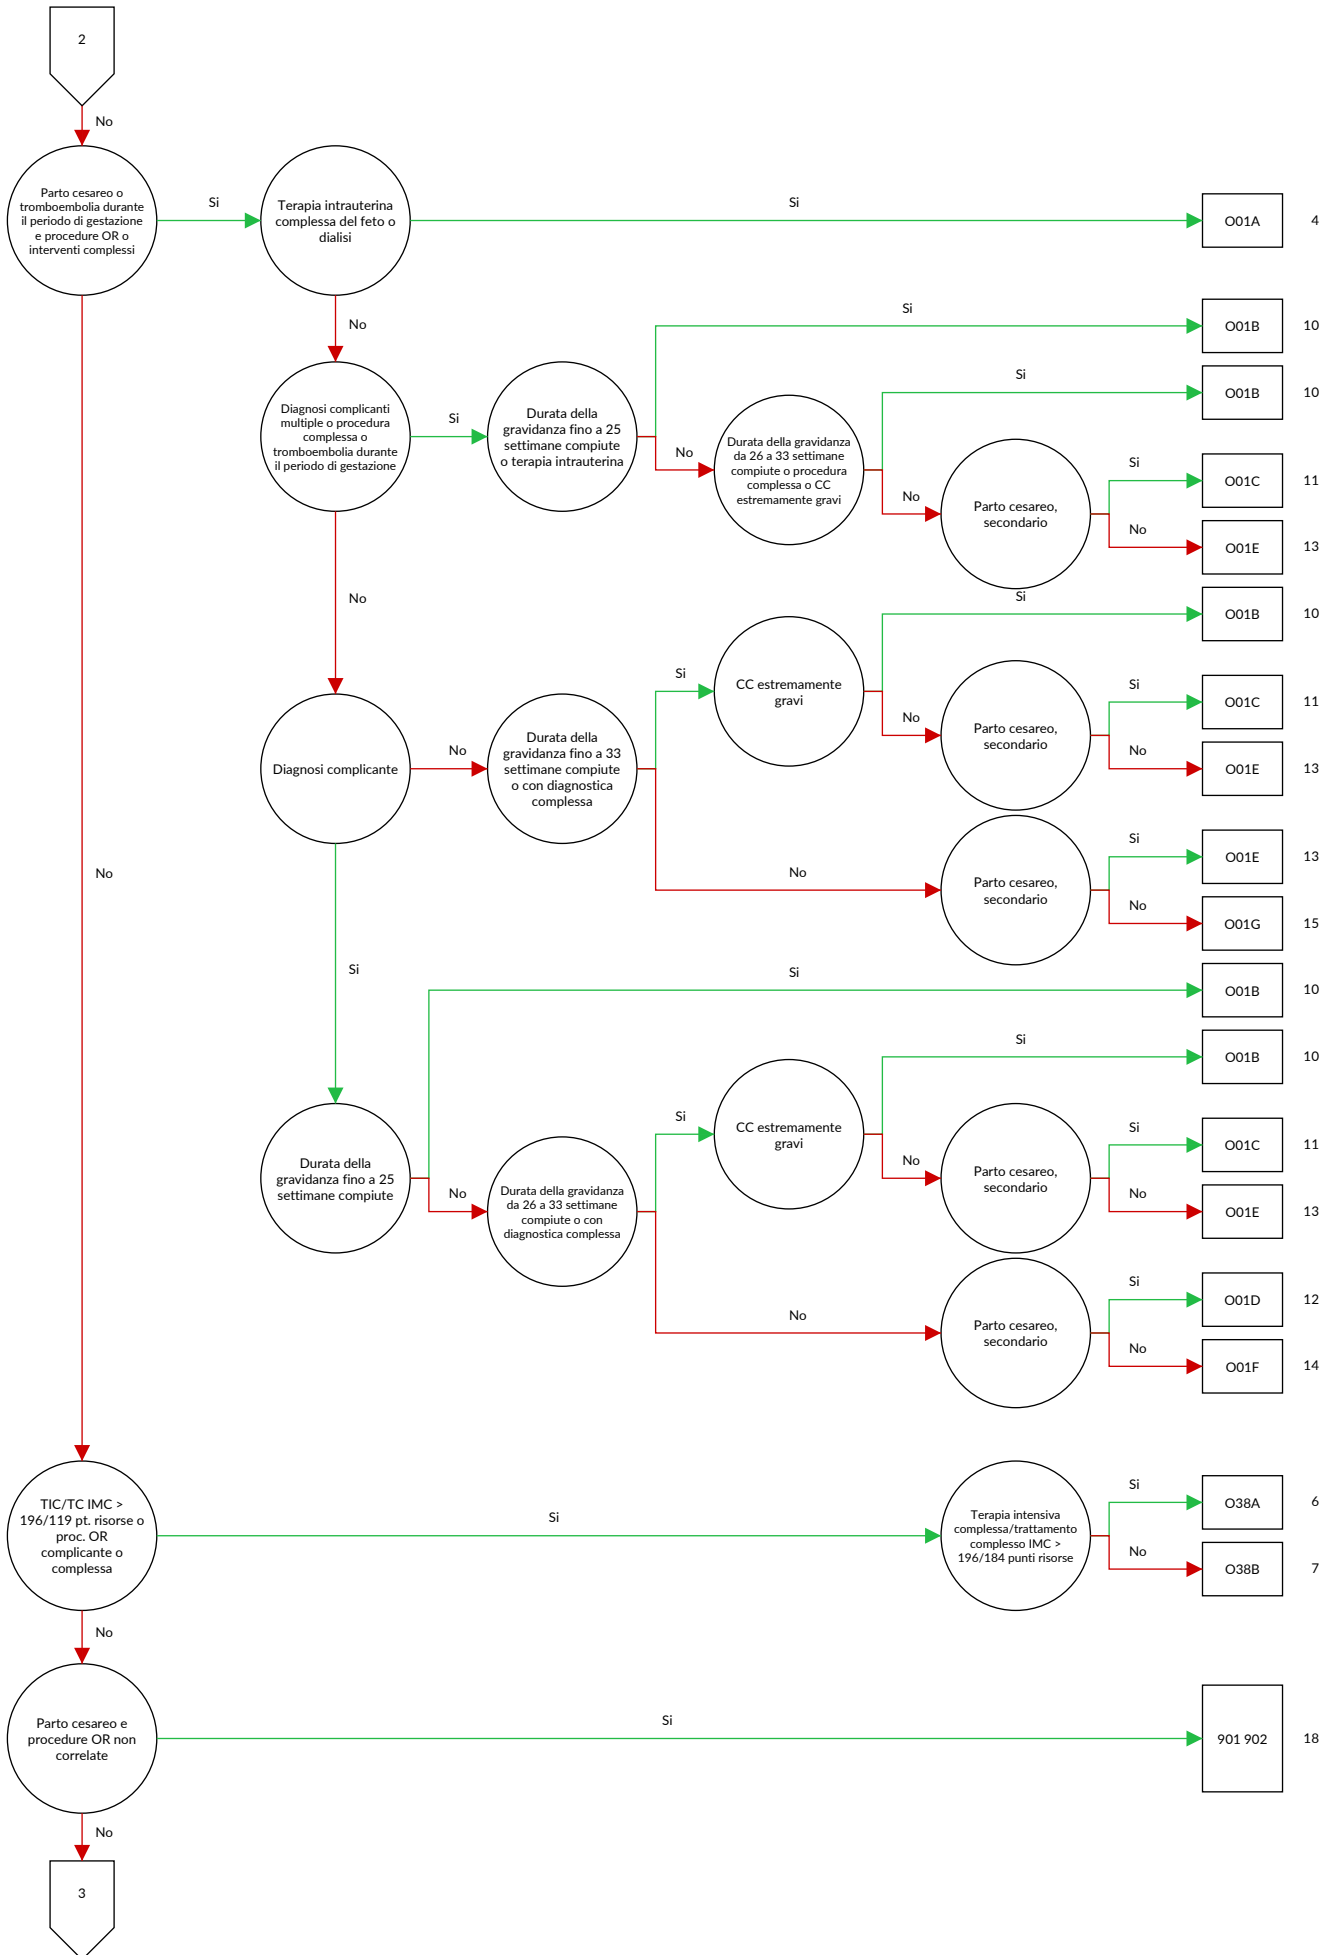 2
No
Parto cesareo o
tromboembolia durante
il periodo di gestazione
e procedure OR o
interventi complessi
Si
Terapia intrauterina
complessa del feto o
dialisi
Si
O01A
4
No
Si
O01B
10
Diagnosi complicanti
multiple o procedura
complessa o
tromboembolia durante
il periodo di gestazione
Si
Durata della
gravidanza fino a 25
settimane compiute
o terapia intrauterina
No
Durata della gravidanza
da 26 a 33 settimane
compiute o procedura
complessa o CC
estremamente gravi
Si
O01B
10
No
Parto cesareo,
secondario
Si
O01C
11
No
O01E
13
No
Diagnosi complicante
No
Durata della
gravidanza fino a 33
settimane compiute
o con diagnostica
complessa
Si
CC estremamente
gravi
Si
O01B
10
No
Parto cesareo,
secondario
Si
O01C
11
No
O01E
13
No
Parto cesareo,
secondario
Si
O01E
13
No
O01G
15
No
Si
Si
O01B
10
Durata della
gravidanza fino a 25
settimane compiute
No
Durata della gravidanza
da 26 a 33 settimane
compiute o con
diagnostica complessa
Si
CC estremamente
gravi
Si
O01B
10
No
Parto cesareo,
secondario
Si
O01C
11
No
O01E
13
No
Parto cesareo,
secondario
Si
O01D
12
No
O01F
14
TIC/TC IMC >
196/119 pt. risorse o
proc. OR
complicante o
complessa
Si
Terapia intensiva
complessa/trattamento
complesso IMC >
196/184 punti risorse
Si
O38A
6
No
O38B
7
No
Parto cesareo e
procedure OR non
correlate
Si
901 902
18
No
3